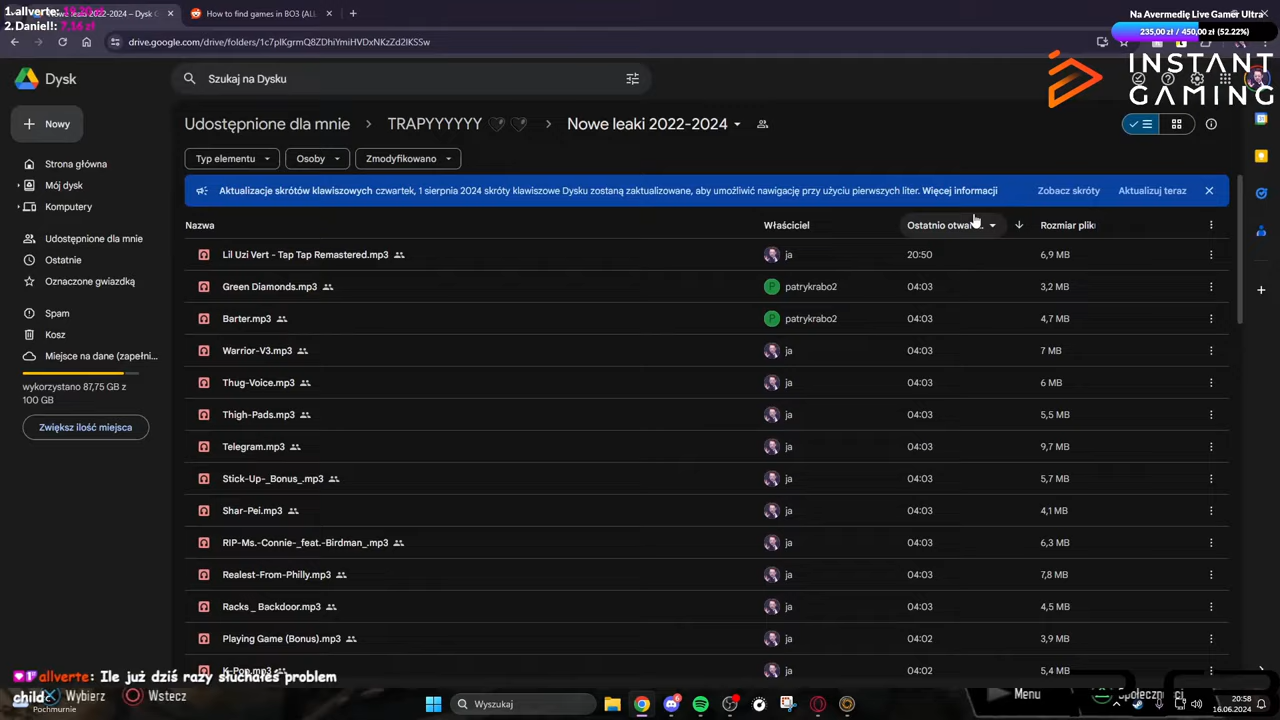 1.allverte:
2.Daniel!: 7,16 zł
How to find games in BO3 (ALL
Na Avermedię Live Gamer Ultra
235,00 zł / 450,00 zł (52.22%)
drive.google.com/drive/folders/1c7pIKgrmQ8ZDhiYmiHVDxNKzZd2IKSSw
INSTANT
GAMING
Dysk
Szukaj na Dysku
Nowy
Udostępnione dla mnie > TRAPYYYYYY > Nowe leaki 2022-2024
Typ elementu
Osoby
Zmodyfikowano
Strona główna
Mój dysk
Komputery
Udostępnione dla mnie
Ostatnie
Oznaczone gwiazdką
Spam
Kosz
Miejsce na dane (zapełni...
wykorzystano 87,75 GB z
100 GB
Zwiększ ilość miejsca
Aktualizacje skrótów klawiszowych czwartek, 1 sierpnia 2024 skróty klawiszowe Dysku zostaną zaktualizowane, aby umożliwić nawigację przy użyciu pierwszych liter. Więcej informacji
Zobacz skróty
Aktualizuj teraz
Nazwa Właściciel Ostatnio otwar... Rozmiar pliku
Lil Uzi Vert - Tap Tap Remastered.mp3 ja 20:50 6,9 MB
Green Diamonds.mp3 P patrykrabo2 04:03 3,2 MB
Barter.mp3 P patrykrabo2 04:03 4,7 MB
Warrior-V3.mp3 ja 04:03 7 MB
Thug-Voice.mp3 ja 04:03 6 MB
Thigh-Pads.mp3 ja 04:03 5,5 MB
Telegram.mp3 ja 04:03 9,7 MB
Stick-Up-_Bonus_.mp3 ja 04:03 5,7 MB
Shar-Pei.mp3 ja 04:03 4,1 MB
RIP-Ms.-Connie-_feat.-Birdman_.mp3 ja 04:03 6,3 MB
Realest-From-Philly.mp3 ja 04:03 7,8 MB
Racks _ Backdoor.mp3 ja 04:03 4,5 MB
Playing Game (Bonus).mp3 ja 04:02 3,9 MB
K-Pop.mp3 ja 04:02 5,4 MB
allverte: Ile już dziś razy słuchałeś problem
child
Wybierz
Wstecz
Pochmurnie
Wyszukaj
Menu
Społeczności
20:58
16.06.2024